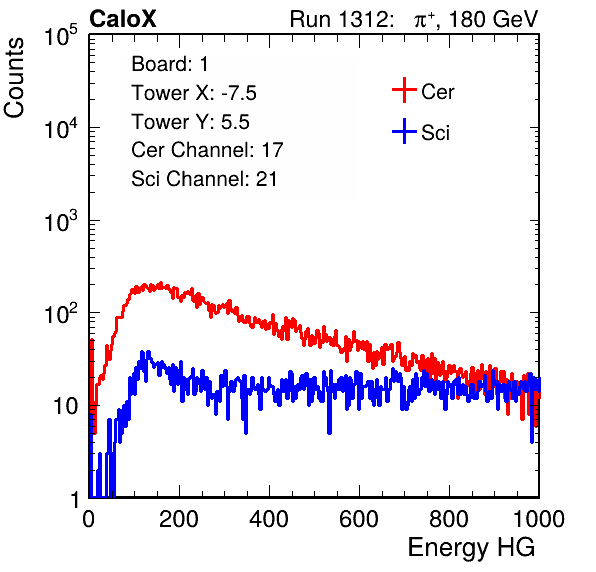 CaloX Run 1312: π⁺, 180 GeV
Counts
10⁵
10⁴
10³
10²
10
1
Board: 1
Tower X: -7.5
Tower Y: 5.5
Cer Channel: 17
Sci Channel: 21
Cer
Sci
0 200 400 600 800 1000
Energy HG